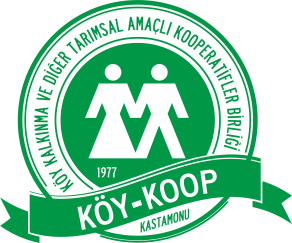 KÖY KALKINMA VE DİĞER TARIMSAL AMAÇLI KOOPERATİFLER BİRLİĞİ
1977
KÖY-KOOP
KASTAMONU